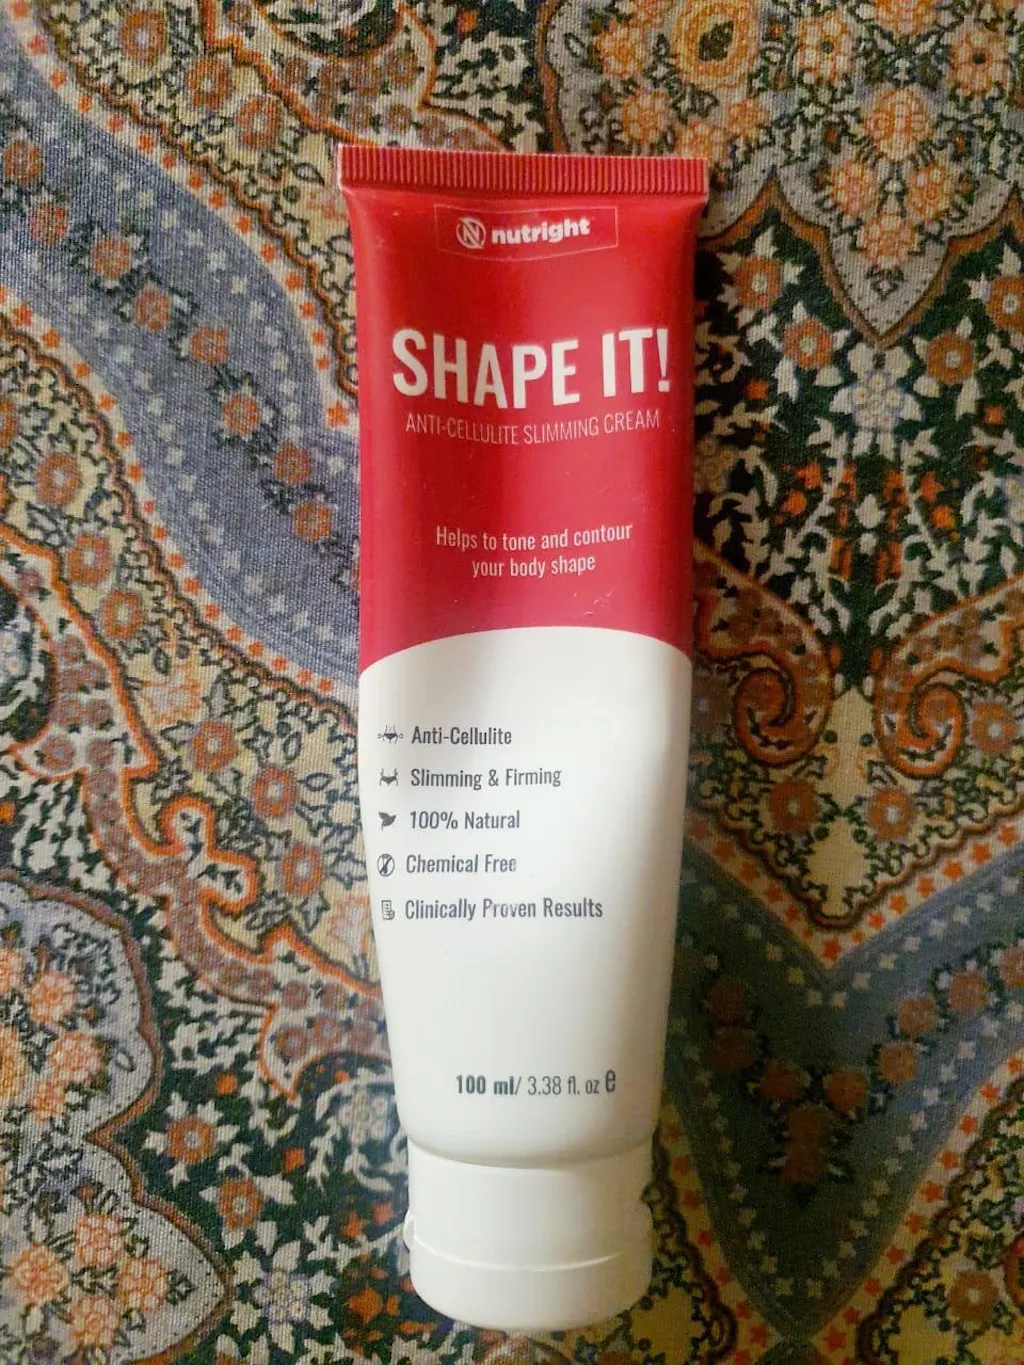 nutright
SHAPE IT!
ANTI-CELLULITE SLIMMING CREAM
Helps to tone and contour
your body shape
Anti-Cellulite
Slimming & Firming
100% Natural
Chemical Free
Clinically Proven Results
100 ml/ 3.38 fl. oz e